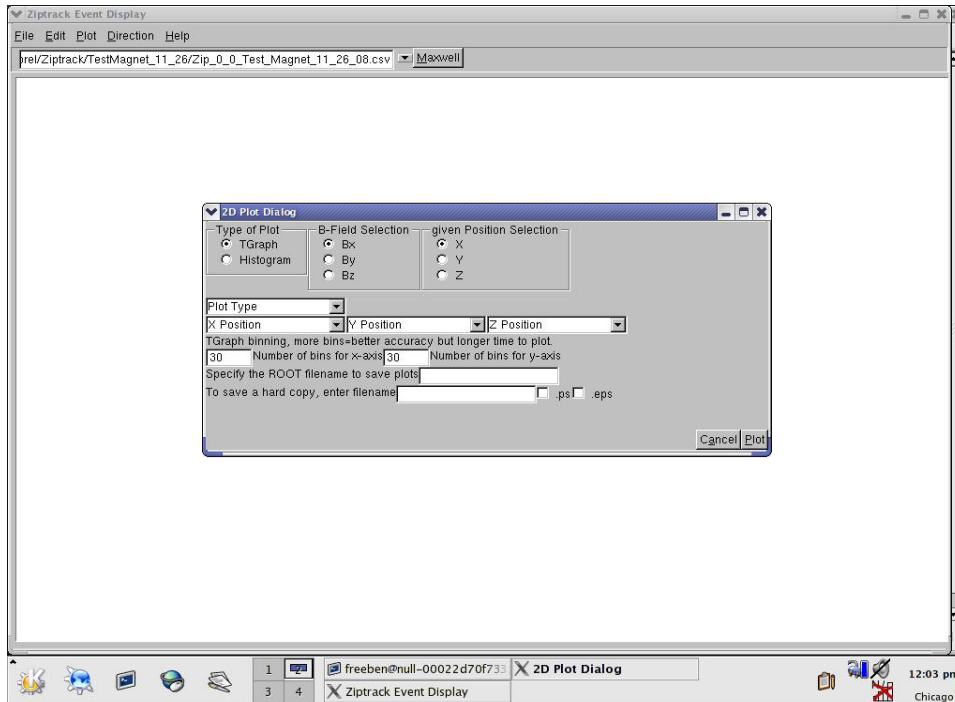 Ziptrack Event Display
File Edit Plot Direction Help
prel/Ziptrack/TestMagnet_11_26/Zip_0_0_Test_Magnet_11_26_08.csv Maxwell
2D Plot Dialog
Type of Plot B-Field Selection given Position Selection
TGraph Bx X
Histogram By Y
Bz Z
Plot Type
X Position Y Position Z Position
TGraph binning, more bins=better accuracy but longer time to plot.
30 Number of bins for x-axis 30 Number of bins for y-axis
Specify the ROOT filename to save plots
To save a hard copy, enter filename .ps .eps
Cancel Plot
1 freeben@null-00022d70f733 2D Plot Dialog 12:03 pm
3 4 Ziptrack Event Display Chicago